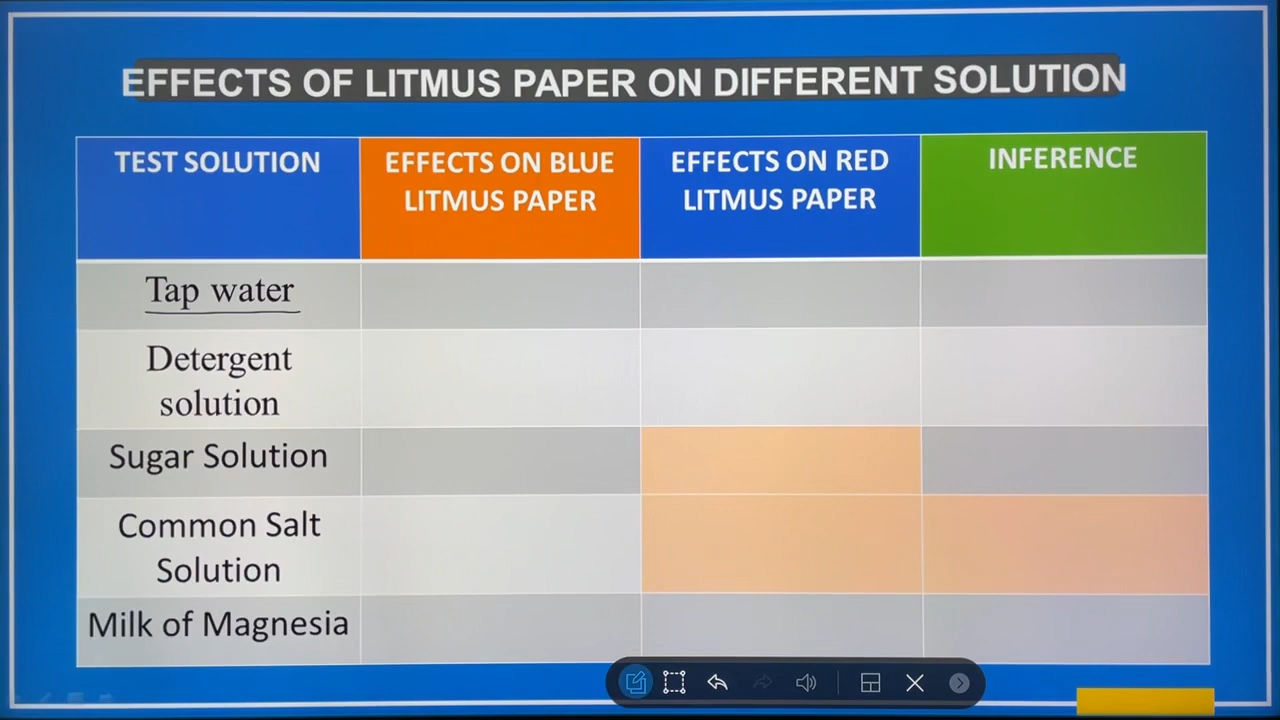 EFFECTS OF LITMUS PAPER ON DIFFERENT SOLUTION
TEST SOLUTION
EFFECTS ON BLUE
LITMUS PAPER
EFFECTS ON RED
LITMUS PAPER
INFERENCE
Tap water
Detergent
solution
Sugar Solution
Common Salt
Solution
Milk of Magnesia